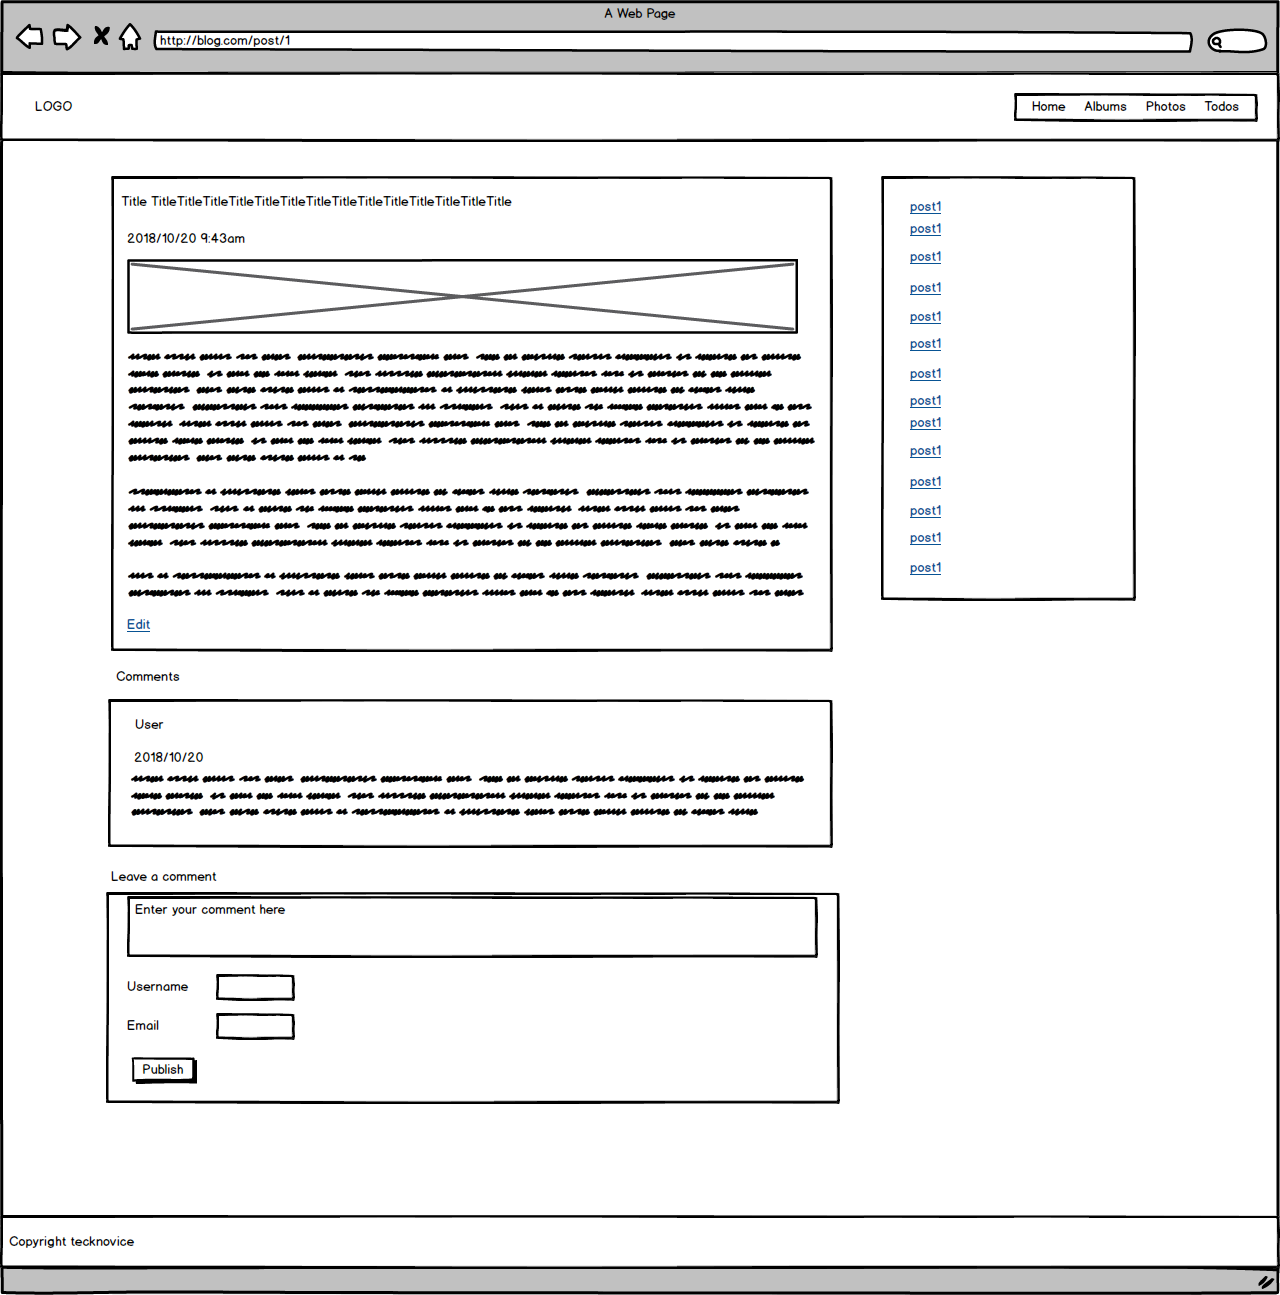 A Web Page
http://blog.com/post/1
LOGO
Home Albums Photos Todos
Title TitleTitleTitleTitleTitleTitleTitleTitleTitleTitleTitleTitleTitleTitle
2018/10/20 9:43am
Edit
post1
post1
post1
post1
post1
post1
post1
post1
post1
post1
post1
post1
post1
post1
Comments
User
2018/10/20
Leave a comment
Enter your comment here
Username
Email
Publish
Copyright tecknovice